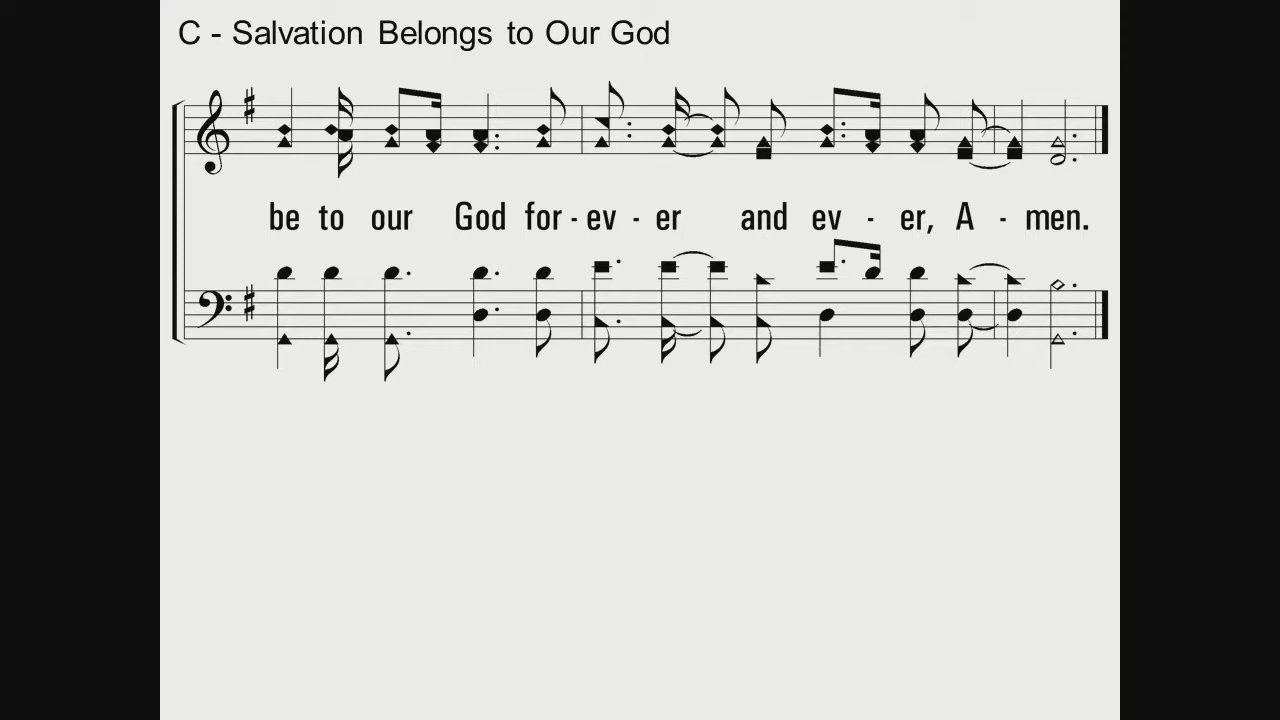 C - Salvation Belongs to Our God
be to our God for - ev - er and ev - er, A - men.